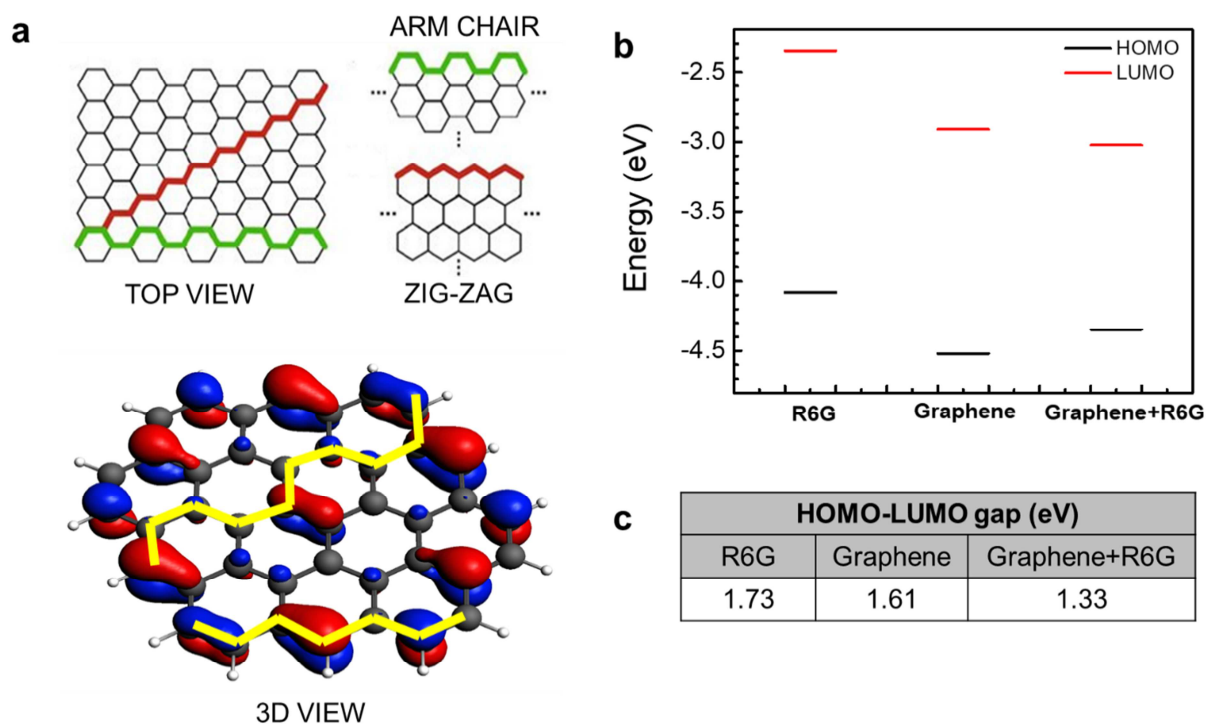 a
ARM CHAIR
... ...
TOP VIEW
... ...
ZIG-ZAG
3D VIEW
b
HOMO
LUMO
Energy (eV)
-2.5
-3.0
-3.5
-4.0
-4.5
R6G Graphene Graphene+R6G
c
HOMO-LUMO gap (eV)
R6G Graphene Graphene+R6G
1.73 1.61 1.33